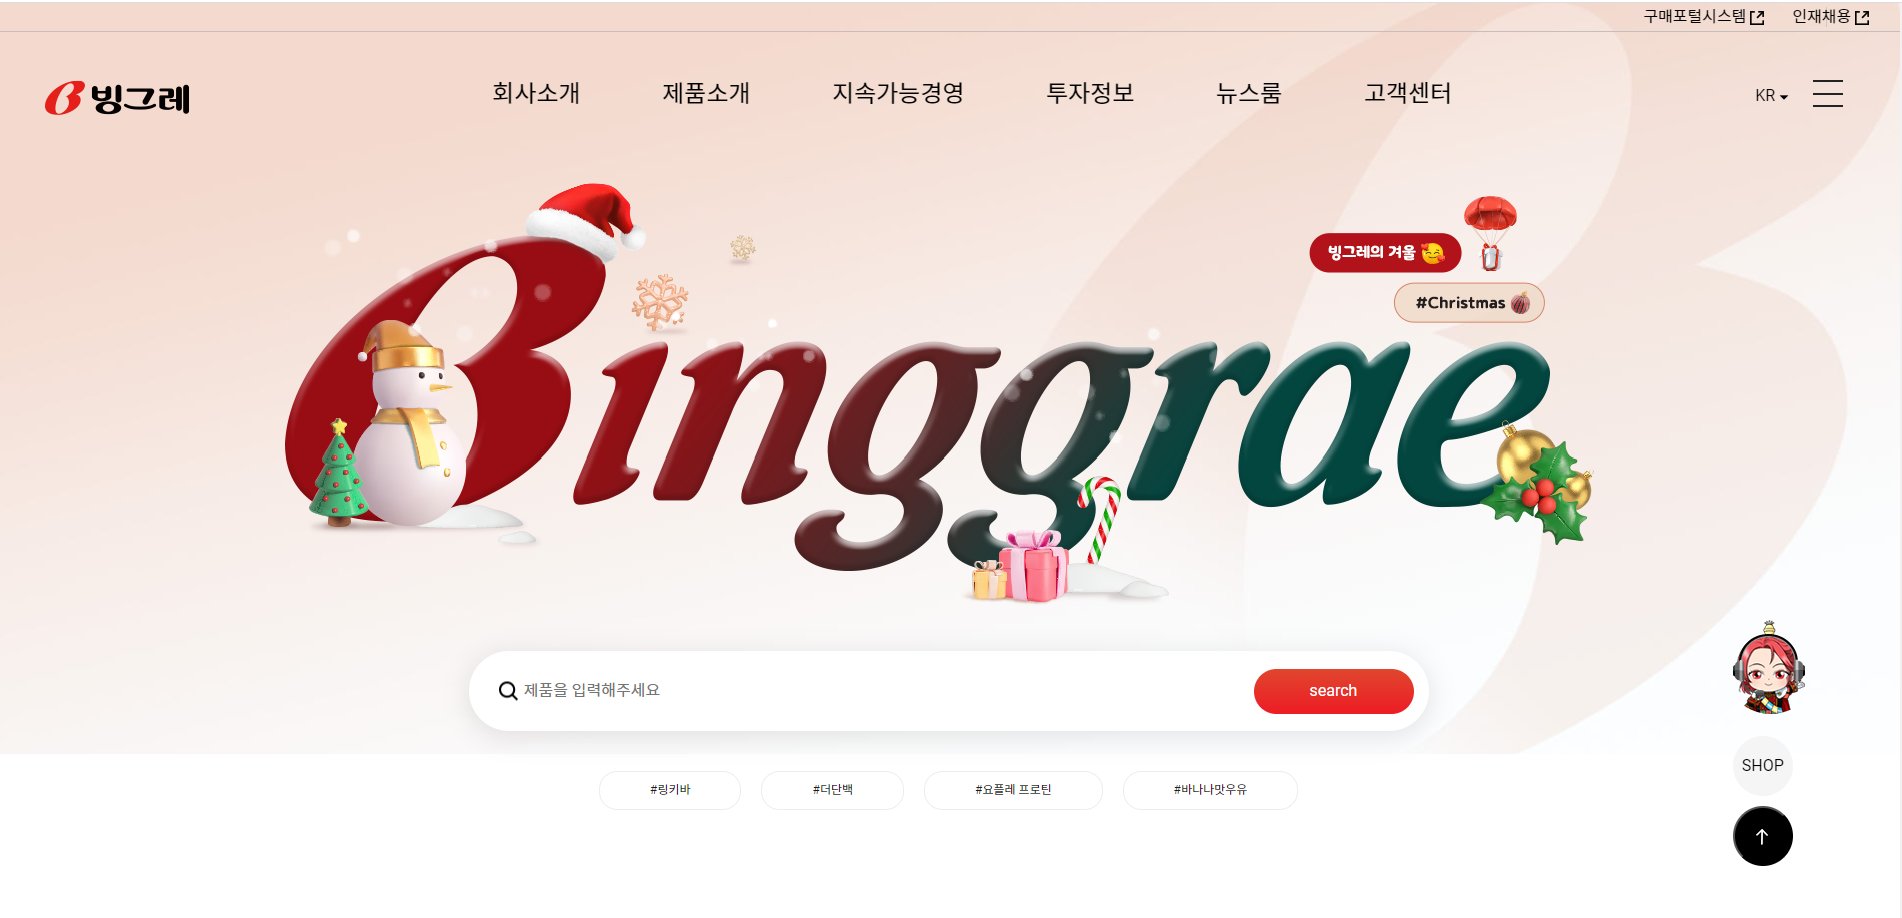 구매포털시스템 인재채용
빙그레
회사소개 제품소개 지속가능경영 투자정보 뉴스룸 고객센터
KR
빙그레의 겨울
#Christmas
Binggrae
제품을 입력해주세요
search
#링키바 #더단백 #요플레 프로틴 #바나나맛우유
SHOP